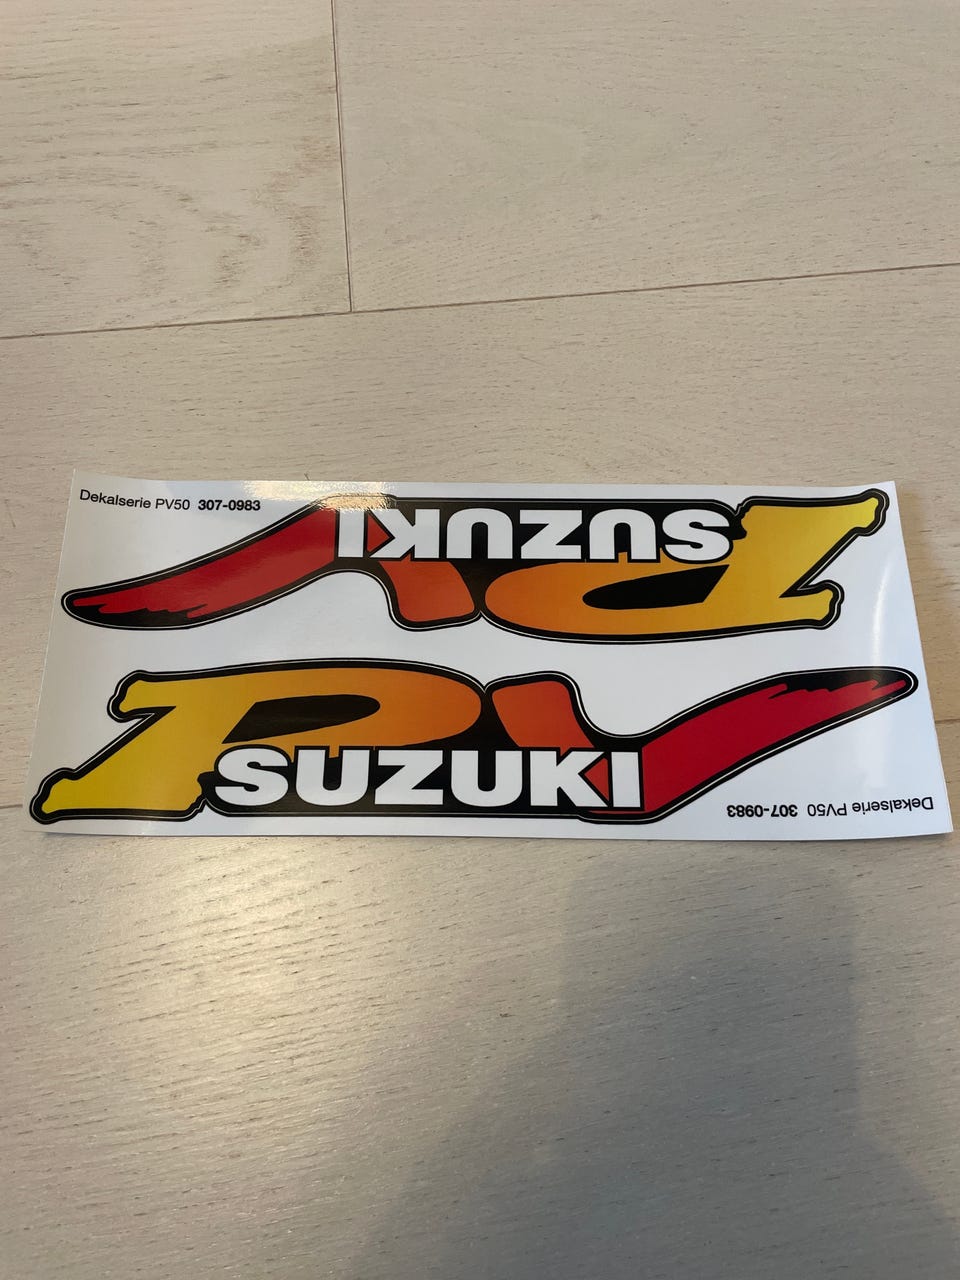 Dekalserie PV50 307-0983
SUZUKI
PV
PV
SUZUKI
Dekalserie PV50 307-0983